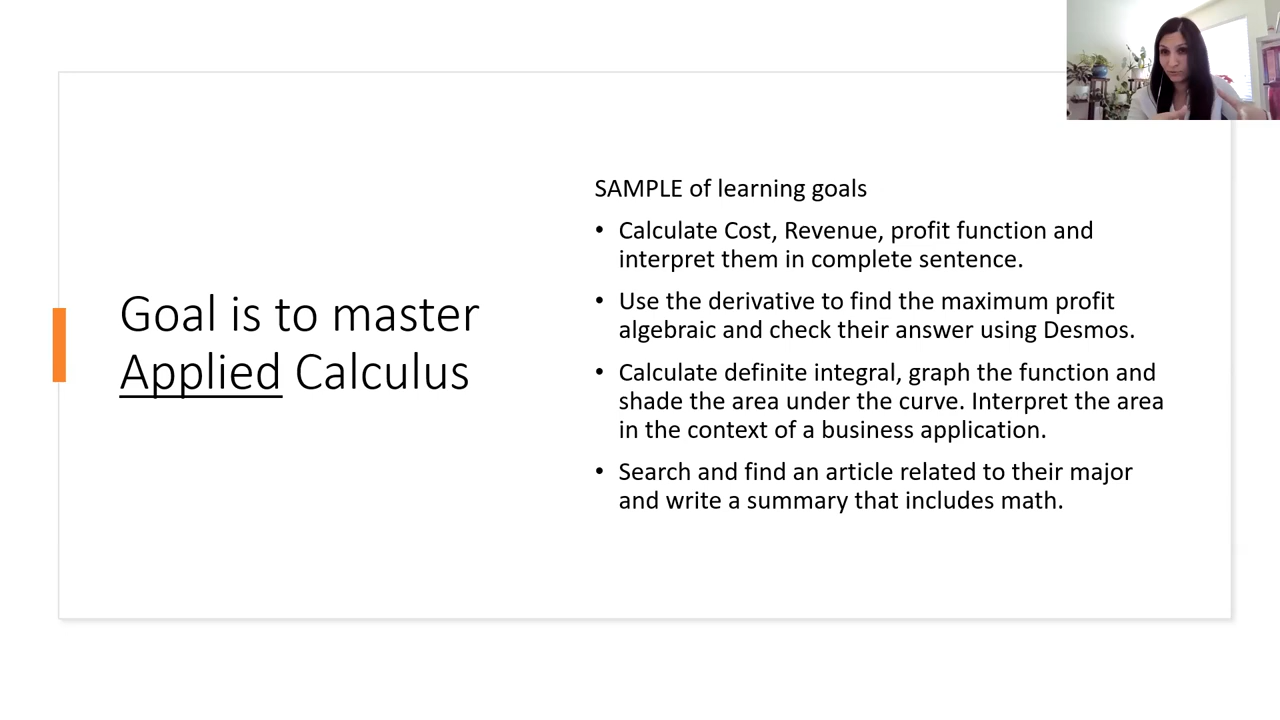 Goal is to master
Applied Calculus
SAMPLE of learning goals
• Calculate Cost, Revenue, profit function and
interpret them in complete sentence.
• Use the derivative to find the maximum profit
algebraic and check their answer using Desmos.
• Calculate definite integral, graph the function and
shade the area under the curve. Interpret the area
in the context of a business application.
• Search and find an article related to their major
and write a summary that includes math.